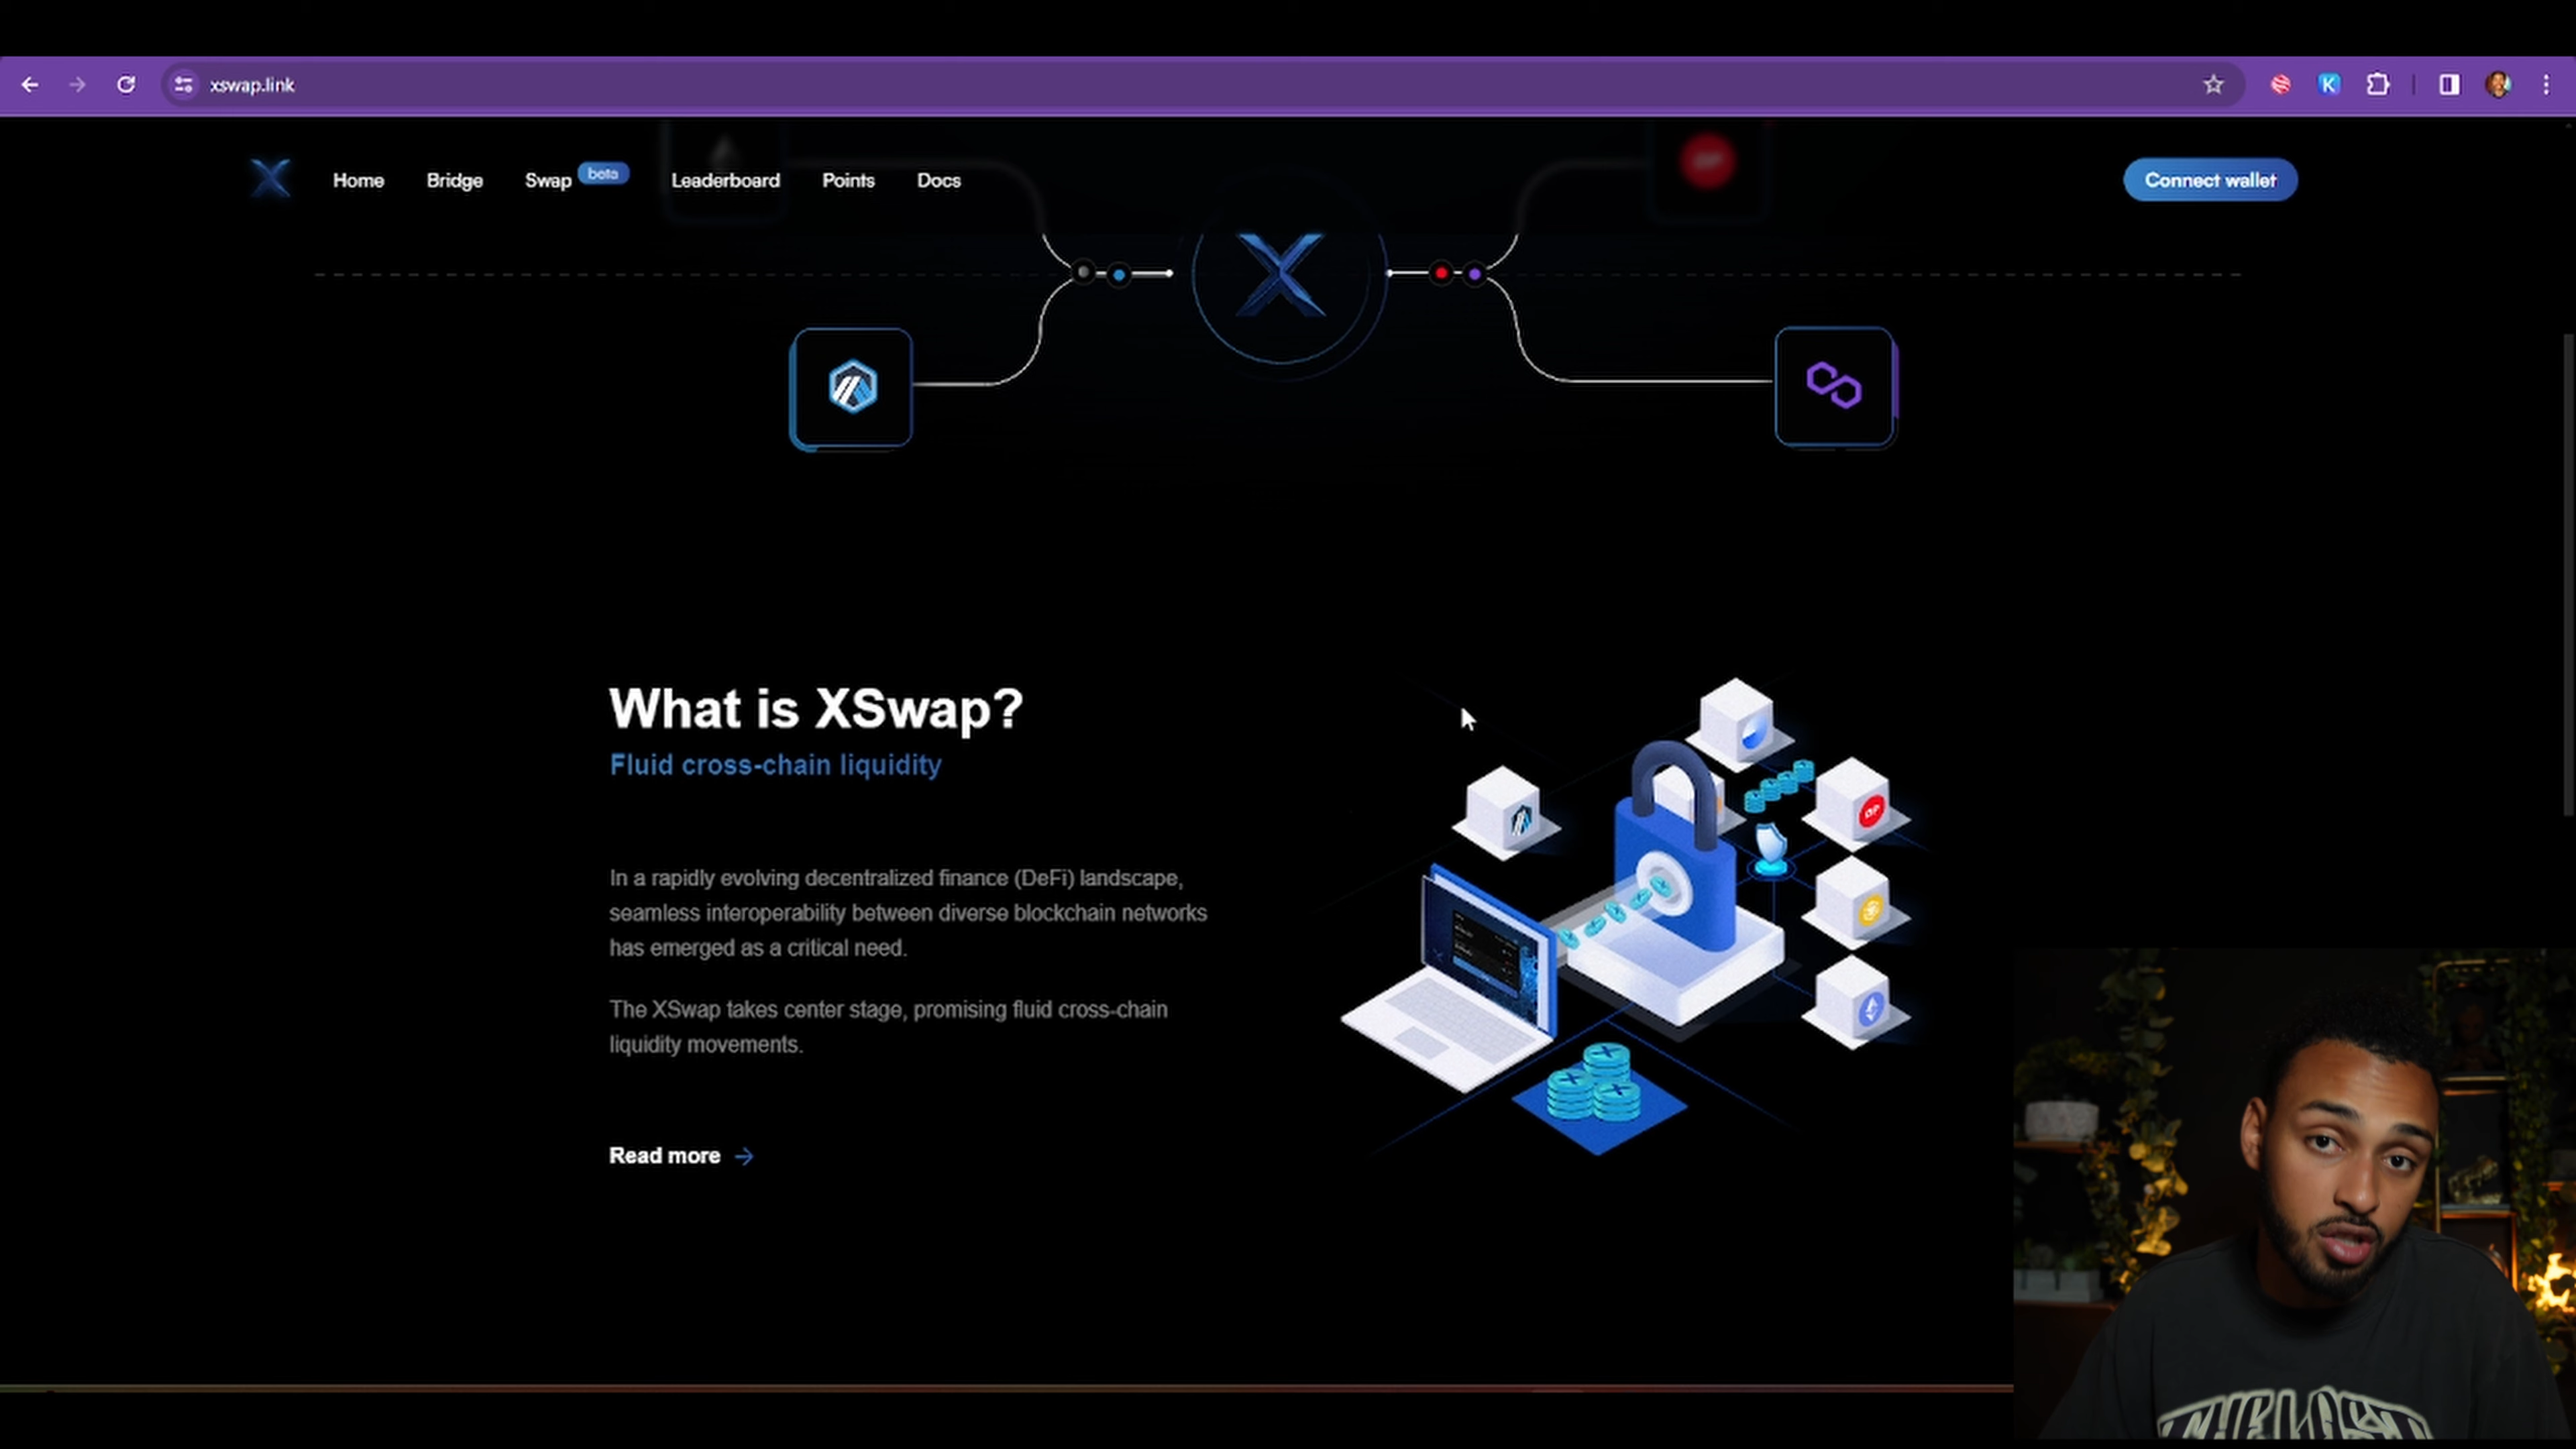 xswap.link
Home Bridge Swap beta Leaderboard Points Docs
Connect wallet
OP
What is XSwap?
Fluid cross-chain liquidity
In a rapidly evolving decentralized finance (DeFi) landscape,
seamless interoperability between diverse blockchain networks
has emerged as a critical need.
The XSwap takes center stage, promising fluid cross-chain
liquidity movements.
Read more